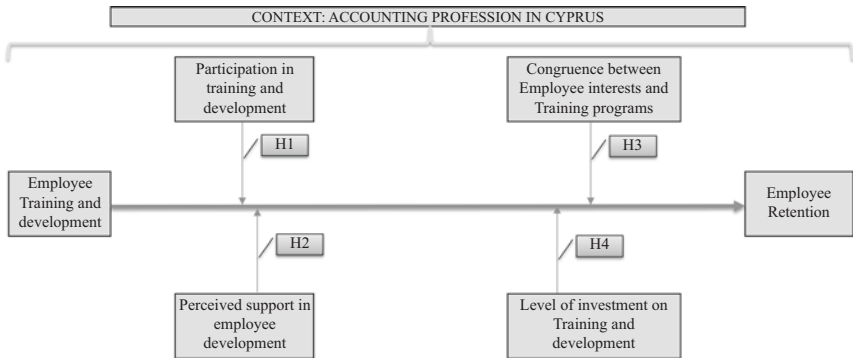 CONTEXT: ACCOUNTING PROFESSION IN CYPRUS
Participation in
training and
development
Congruence between
Employee interests and
Training programs
H1
H3
Employee
Training and
development
Employee
Retention
H2
H4
Perceived support in
employee
development
Level of investment on
Training and
development